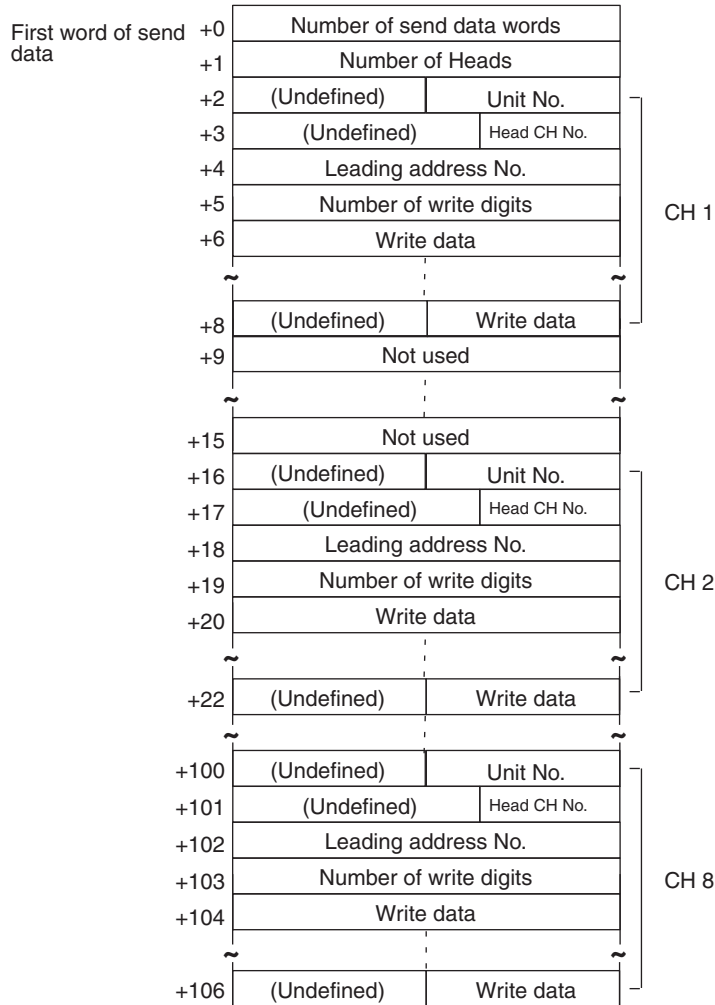 First word of send
data
+0 Number of send data words
+1 Number of Heads
+2 (Undefined) Unit No.
+3 (Undefined) Head CH No.
+4 Leading address No.
+5 Number of write digits
+6 Write data
CH 1
~ ~
+8 (Undefined) Write data
+9 Not used
~ ~
+15 Not used
+16 (Undefined) Unit No.
+17 (Undefined) Head CH No.
+18 Leading address No.
+19 Number of write digits
+20 Write data
CH 2
~ ~
+22 (Undefined) Write data
~ ~
+100 (Undefined) Unit No.
+101 (Undefined) Head CH No.
+102 Leading address No.
+103 Number of write digits
+104 Write data
CH 8
~ ~
+106 (Undefined) Write data